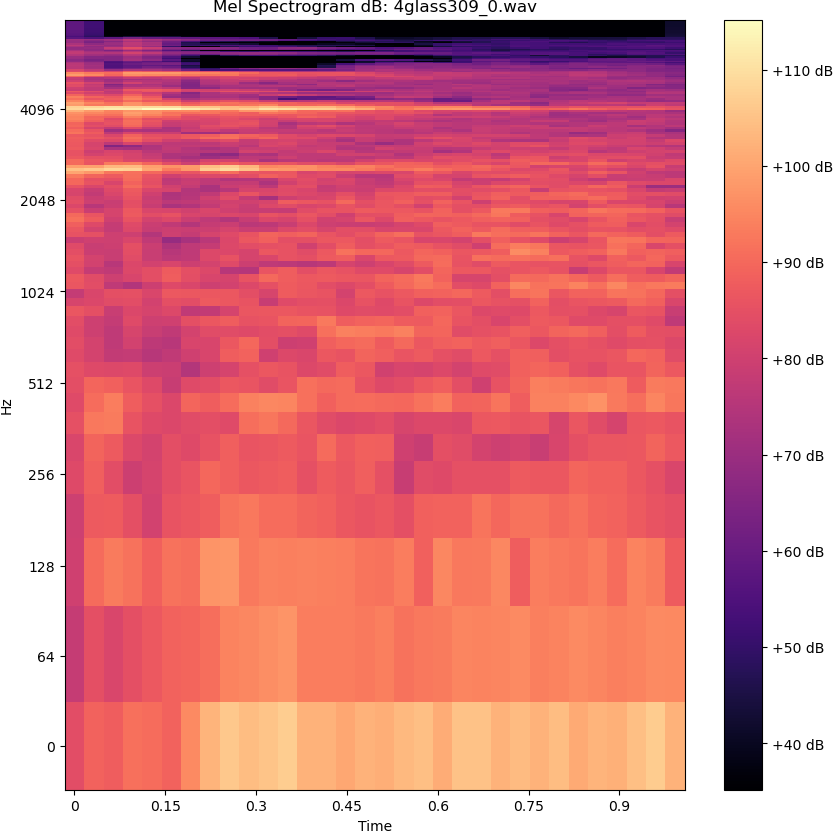 Mel Spectrogram dB: 4glass309_0.wav
4096
2048
1024
512
256
128
64
0
Hz
0 0.15 0.3 0.45 0.6 0.75 0.9
Time
+110 dB
+100 dB
+90 dB
+80 dB
+70 dB
+60 dB
+50 dB
+40 dB